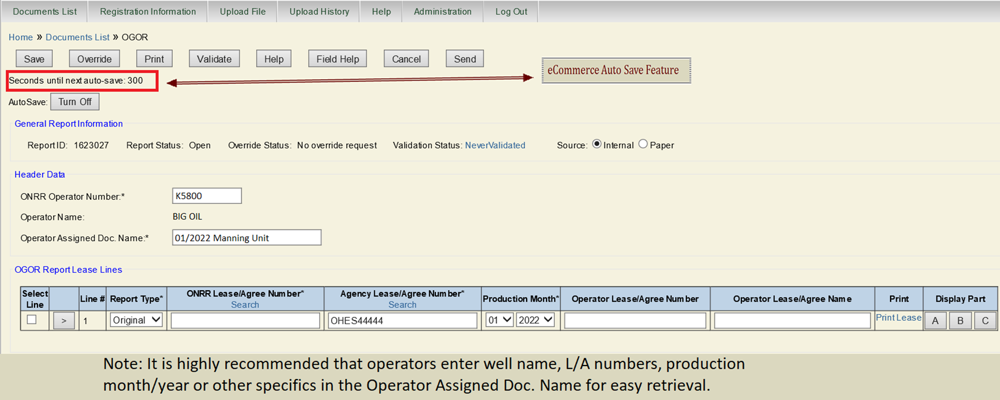 Documents List Registration Information Upload File Upload History Help Administration Log Out
Home » Documents List » OGOR
Save Override Print Validate Help Field Help Cancel Send
eCommerce Auto Save Feature
Seconds until next auto-save: 300
AutoSave: Turn Off
General Report Information
Report ID: 1623027 Report Status: Open Override Status: No override request Validation Status: NeverValidated Source: Internal Paper
Header Data
ONRR Operator Number:* K5800
Operator Name: BIG OIL
Operator Assigned Doc. Name:* 01/2022 Manning Unit
OGOR Report Lease Lines
Select Line Line # Report Type* ONRR Lease/Agree Number* Search Agency Lease/Agree Number* Search Production Month* Operator Lease/Agree Number Operator Lease/Agree Name Print Display Part
> 1 Original OHES44444 01 2022 Print Lease A B C
Note: It is highly recommended that operators enter well name, L/A numbers, production
month/year or other specifics in the Operator Assigned Doc. Name for easy retrieval.